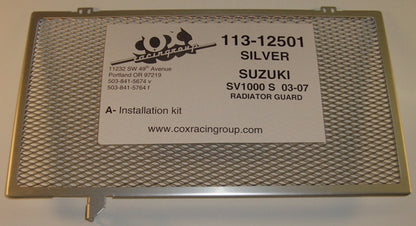 COX
racingroup
11232 SW 49th Avenue
Portland OR 97219
503-841-5674 v
503-841-5764 f
113-12501
SILVER
SUZUKI
SV1000 S 03-07
RADIATOR GUARD
A- Installation kit
www.coxracingroup.com